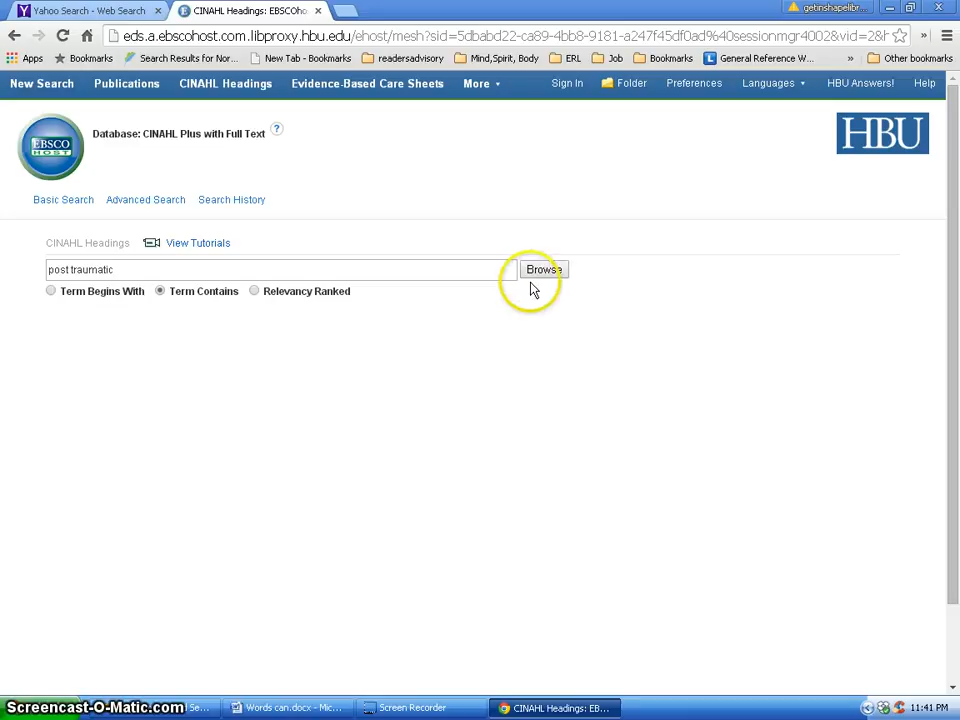 Yahoo Search - Web Search
CINAHL Headings: EBSCOho
getinshapelibr...
eds.a.ebscohost.com.libproxy.hbu.edu/ehost/mesh?sid=5dbabd22-ca89-4bb8-9181-a247f45df0ad%40sessionmgr4002&vid=2&h
Apps Bookmarks Search Results for Nor... New Tab - Bookmarks readersadvisory Mind,Spirit, Body ERL Job Bookmarks General Reference W... » Other bookmarks
New Search Publications CINAHL Headings Evidence-Based Care Sheets More Sign In Folder Preferences Languages HBU Answers! Help
EBSCO
HOST
Database: CINAHL Plus with Full Text ?
HBU
Basic Search Advanced Search Search History
CINAHL Headings View Tutorials
post traumatic Browse
Term Begins With Term Contains Relevancy Ranked
Screencast-O-Matic.com Se... Words can.docx - Mic... Screen Recorder CINAHL Headings: EB... 11:41 PM